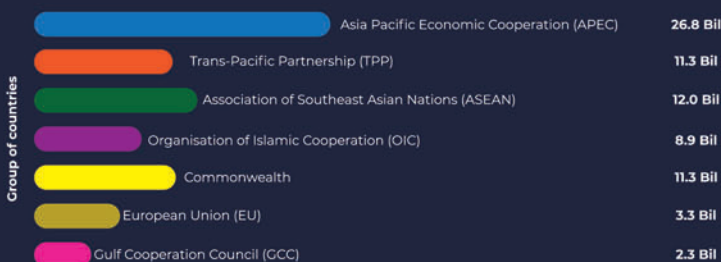 Group of countries
Asia Pacific Economic Cooperation (APEC) 26.8 Bil
Trans-Pacific Partnership (TPP) 11.3 Bil
Association of Southeast Asian Nations (ASEAN) 12.0 Bil
Organisation of Islamic Cooperation (OIC) 8.9 Bil
Commonwealth 11.3 Bil
European Union (EU) 3.3 Bil
Gulf Cooperation Council (GCC) 2.3 Bil